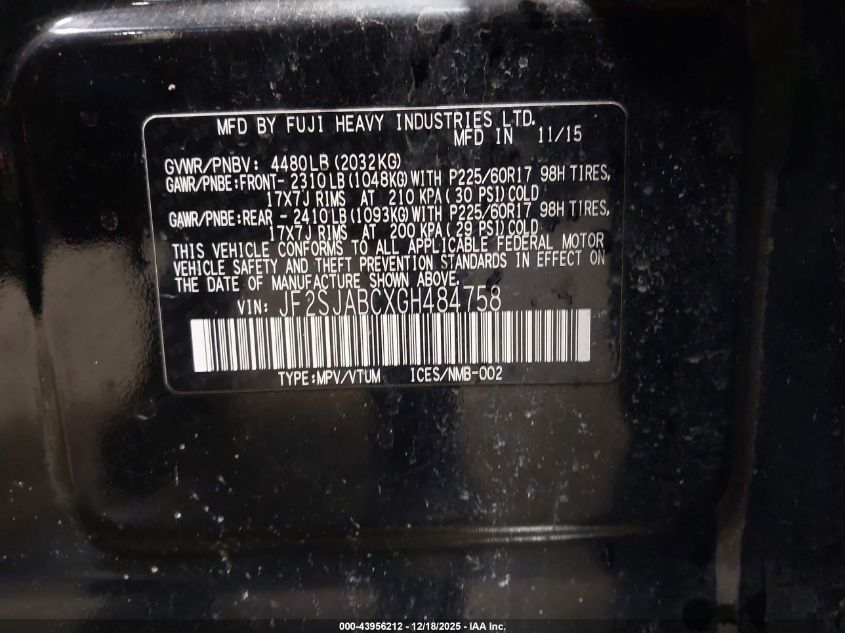 MFD BY FUJI HEAVY INDUSTRIES LTD.
MFD IN 11/15
GVWR/PNBV: 4480LB (2032KG)
GAWR/PNBE:FRONT- 2310LB (1048KG) WITH P225/60R17 98H TIRES,
17X7J RIMS AT 210 KPA ( 30 PSI) COLD
GAWR/PNBE:REAR - 2410LB (1093KG) WITH P225/60R17 98H TIRES,
17X7J RIMS AT 200 KPA ( 29 PSI) COLD
THIS VEHICLE CONFORMS TO ALL APPLICABLE FEDERAL MOTOR
VEHICLE SAFETY AND THEFT PREVENTION STANDARDS IN EFFECT ON
THE DATE OF MANUFACTURE SHOWN ABOVE.
VIN: JF2SJABCXGH484758
TYPE:MPV/VTUM ICES/NMB-002
000-43956212 - 12/18/2025 - IAA Inc.